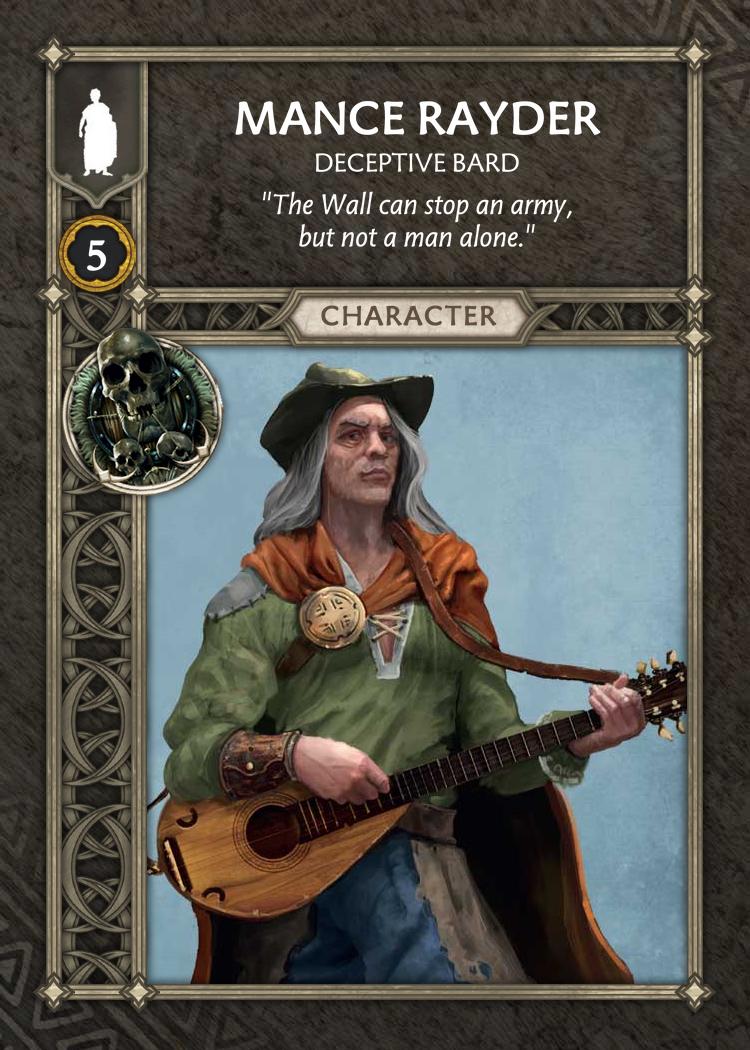 MANCE RAYDER
DECEPTIVE BARD
"The Wall can stop an army,
but not a man alone."
5
CHARACTER